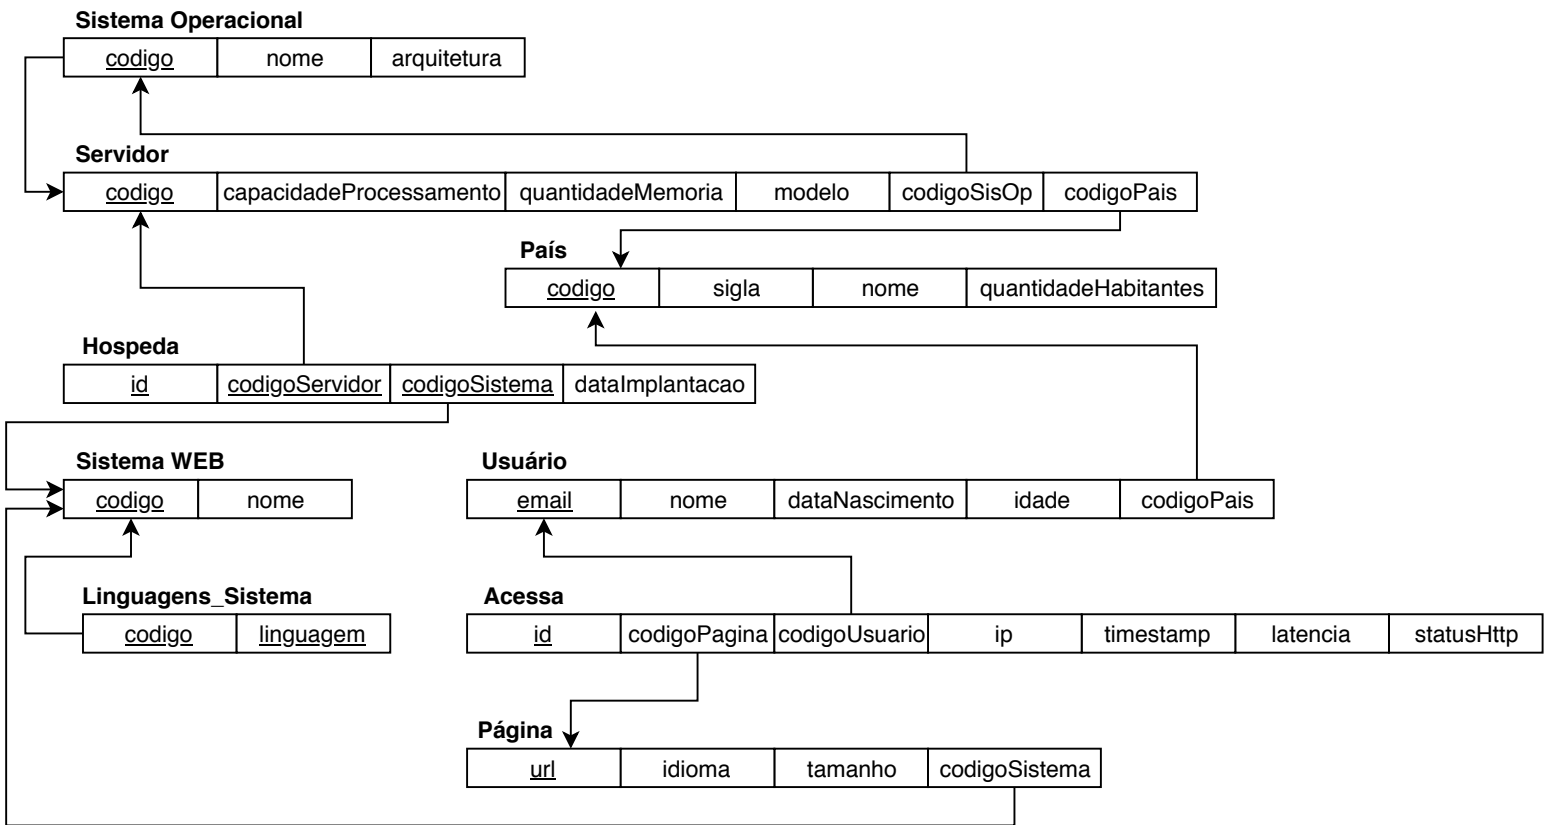 Sistema Operacional
codigo nome arquitetura
Servidor
codigo capacidadeProcessamento quantidadeMemoria modelo codigoSisOp codigoPais
País
codigo sigla nome quantidadeHabitantes
Hospeda
id codigoServidor codigoSistema dataImplantacao
Sistema WEB
codigo nome
Usuário
email nome dataNascimento idade codigoPais
Linguagens_Sistema
codigo linguagem
Acessa
id codigoPagina codigoUsuario ip timestamp latencia statusHttp
Página
url idioma tamanho codigoSistema